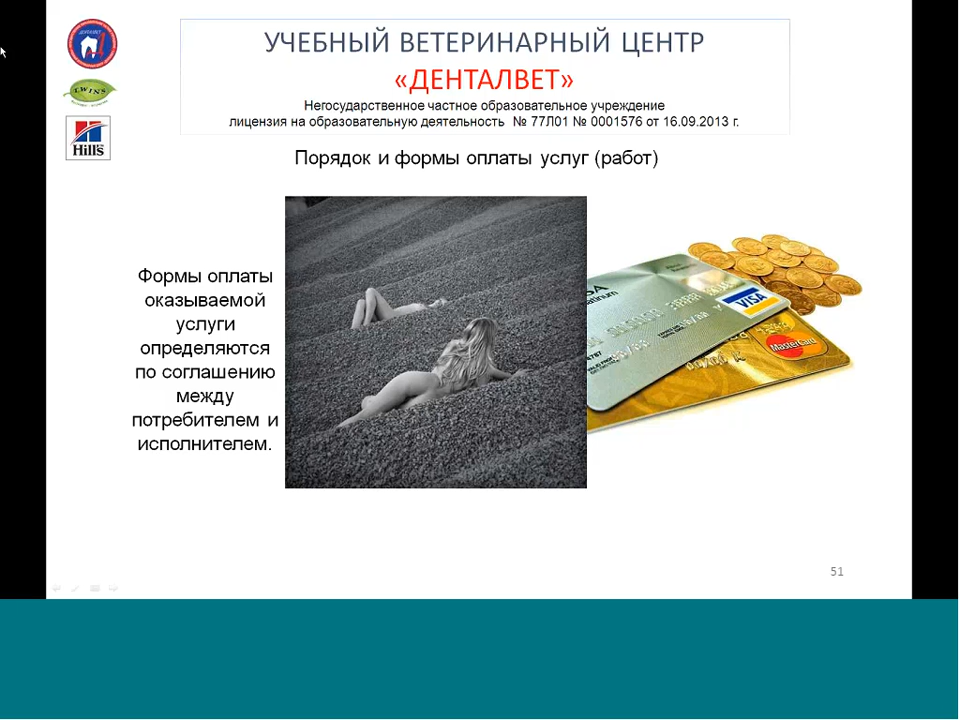 УЧЕБНЫЙ ВЕТЕРИНАРНЫЙ ЦЕНТР
«ДЕНТАЛВЕТ»
Негосударственное частное образовательное учреждение
лицензия на образовательную деятельность № 77Л01 № 0001576 от 16.09.2013 г.
TWINS
Hill's
Порядок и формы оплаты услуг (работ)
Формы оплаты
оказываемой
услуги
определяются
по соглашению
между
потребителем и
исполнителем.
VISA
MasterCard
51